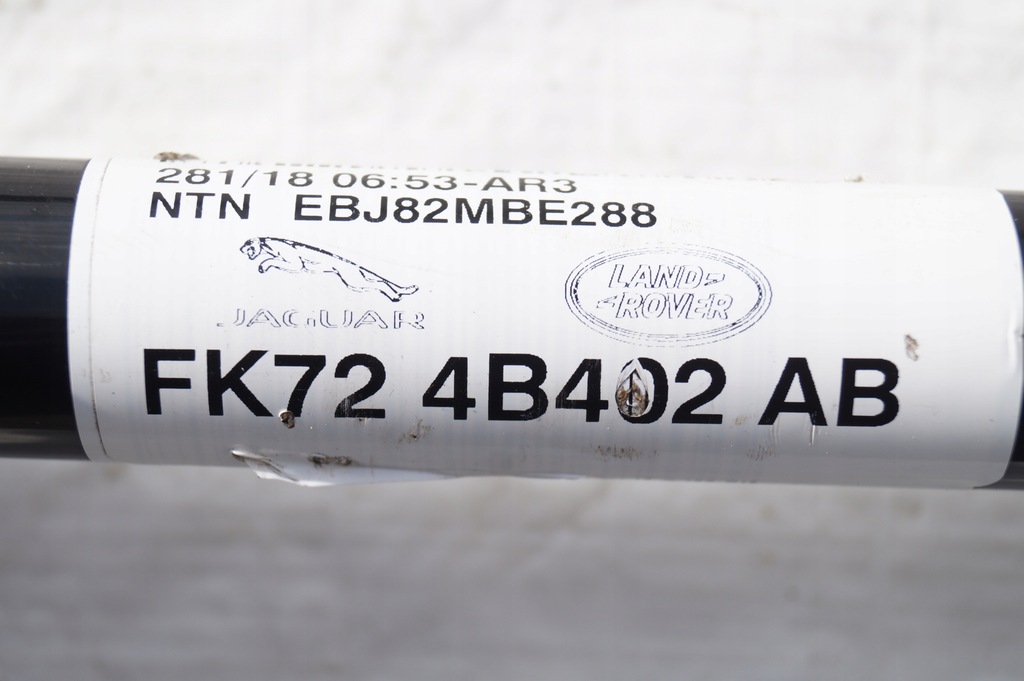 281/18 06:53-AR3
NTN EBJ82MBE288
JAGUAR
LAND-
-ROVER
FK72 4B402 AB